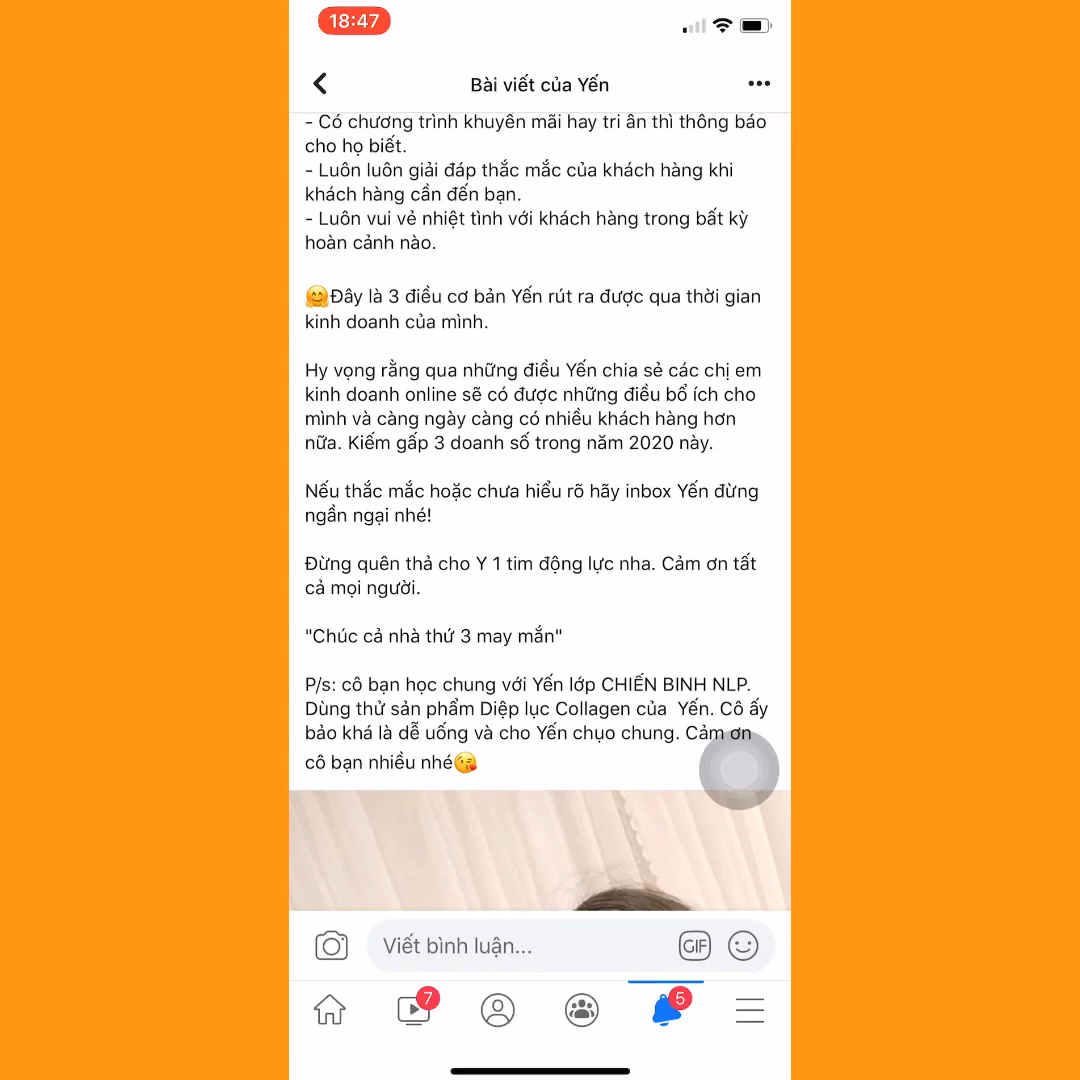 18:47
Bài viết của Yến
- Có chương trình khuyên mãi hay tri ân thì thông báo
cho họ biết.
- Luôn luôn giải đáp thắc mắc của khách hàng khi
khách hàng cần đến bạn.
- Luôn vui vẻ nhiệt tình với khách hàng trong bất kỳ
hoàn cảnh nào.
🤗Đây là 3 điều cơ bản Yến rút ra được qua thời gian
kinh doanh của mình.
Hy vọng rằng qua những điều Yến chia sẻ các chị em
kinh doanh online sẽ có được những điều bổ ích cho
mình và càng ngày càng có nhiều khách hàng hơn
nữa. Kiếm gấp 3 doanh số trong năm 2020 này.
Nếu thắc mắc hoặc chưa hiểu rõ hãy inbox Yến đừng
ngần ngại nhé!
Đừng quên thả cho Y 1 tim động lực nha. Cảm ơn tất
cả mọi người.
"Chúc cả nhà thứ 3 may mắn"
P/s: cô bạn học chung với Yến lớp CHIẾN BINH NLP.
Dùng thử sản phẩm Diệp lục Collagen của Yến. Cô ấy
bảo khá là dễ uống và cho Yến chụo chung. Cảm ơn
cô bạn nhiều nhé😘
Viết bình luận...
GIF
7
5